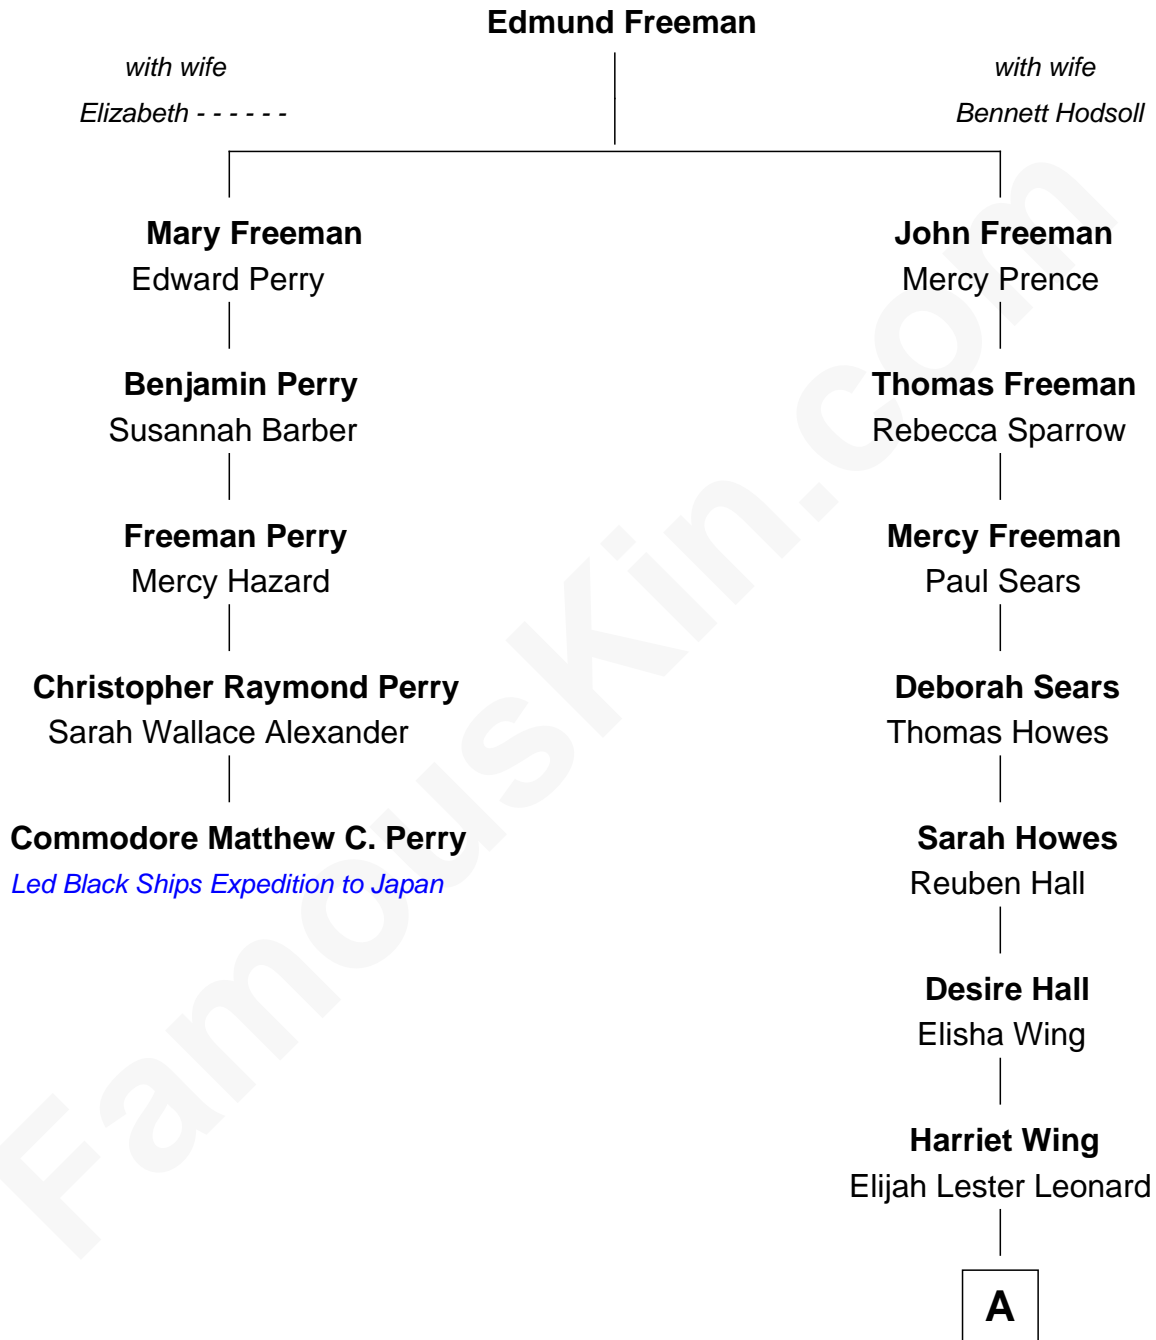 Edmund Freeman
with wife
Elizabeth - - - - - -
with wife
Bennett Hodsoll
Mary Freeman
Edward Perry
John Freeman
Mercy Prence
Benjamin Perry
Susannah Barber
Thomas Freeman
Rebecca Sparrow
Freeman Perry
Mercy Hazard
Mercy Freeman
Paul Sears
Christopher Raymond Perry
Sarah Wallace Alexander
Deborah Sears
Thomas Howes
Commodore Matthew C. Perry
Led Black Ships Expedition to Japan
Sarah Howes
Reuben Hall
Desire Hall
Elisha Wing
Harriet Wing
Elijah Lester Leonard
A
FamousKin.com